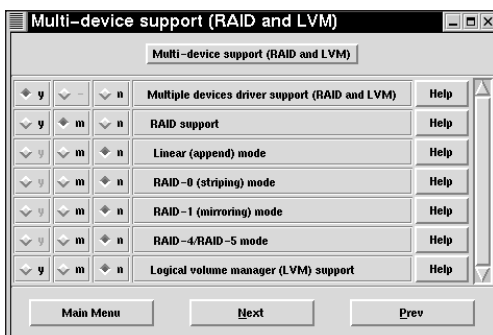 Multi-device support (RAID and LVM)
Multi-device support (RAID and LVM)
y - n Multiple devices driver support (RAID and LVM) Help
y m n RAID support Help
y m n Linear (append) mode Help
y m n RAID-0 (striping) mode Help
y m n RAID-1 (mirroring) mode Help
y m n RAID-4/RAID-5 mode Help
y m n Logical volume manager (LVM) support Help
Main Menu Next Prev